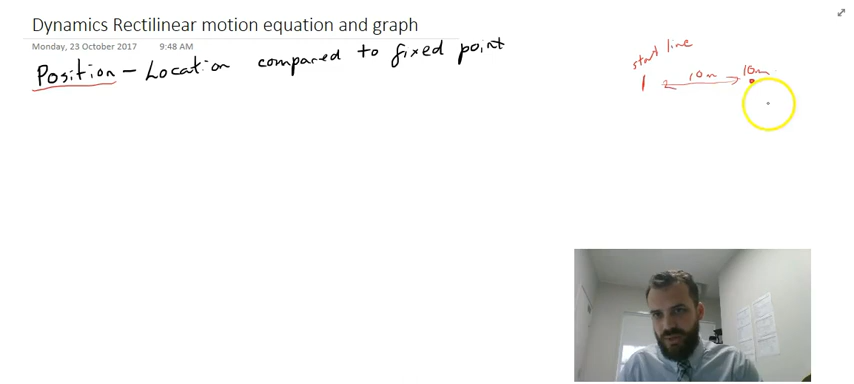 Dynamics Rectilinear motion equation and graph
Monday, 23 October 2017 9:48 AM
Position - Location compared to fixed point
start line
10m
10m